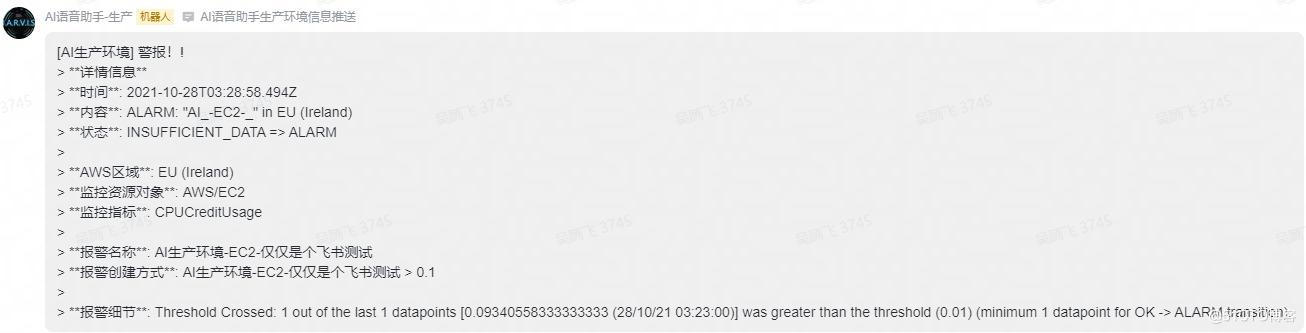 AI语音助手-生产 机器人 AI语音助手生产环境信息推送
J.A.R.V.I.S
[AI生产环境] 警报！!
> **详情信息**
> **时间**: 2021-10-28T03:28:58.494Z
> **内容**: ALARM: "AI_-EC2-_" in EU (Ireland)
> **状态**: INSUFFICIENT_DATA => ALARM
>
> **AWS区域**: EU (Ireland)
> **监控资源对象**: AWS/EC2
> **监控指标**: CPUCreditUsage
>
> **报警名称**: AI生产环境-EC2-仅仅是个飞书测试
> **报警创建方式**: AI生产环境-EC2-仅仅是个飞书测试 > 0.1
>
> **报警细节**: Threshold Crossed: 1 out of the last 1 datapoints [0.09340558333333333 (28/10/21 03:23:00)] was greater than the threshold (0.01) (minimum 1 datapoint for OK -> ALARM transition).
@51CTO博客